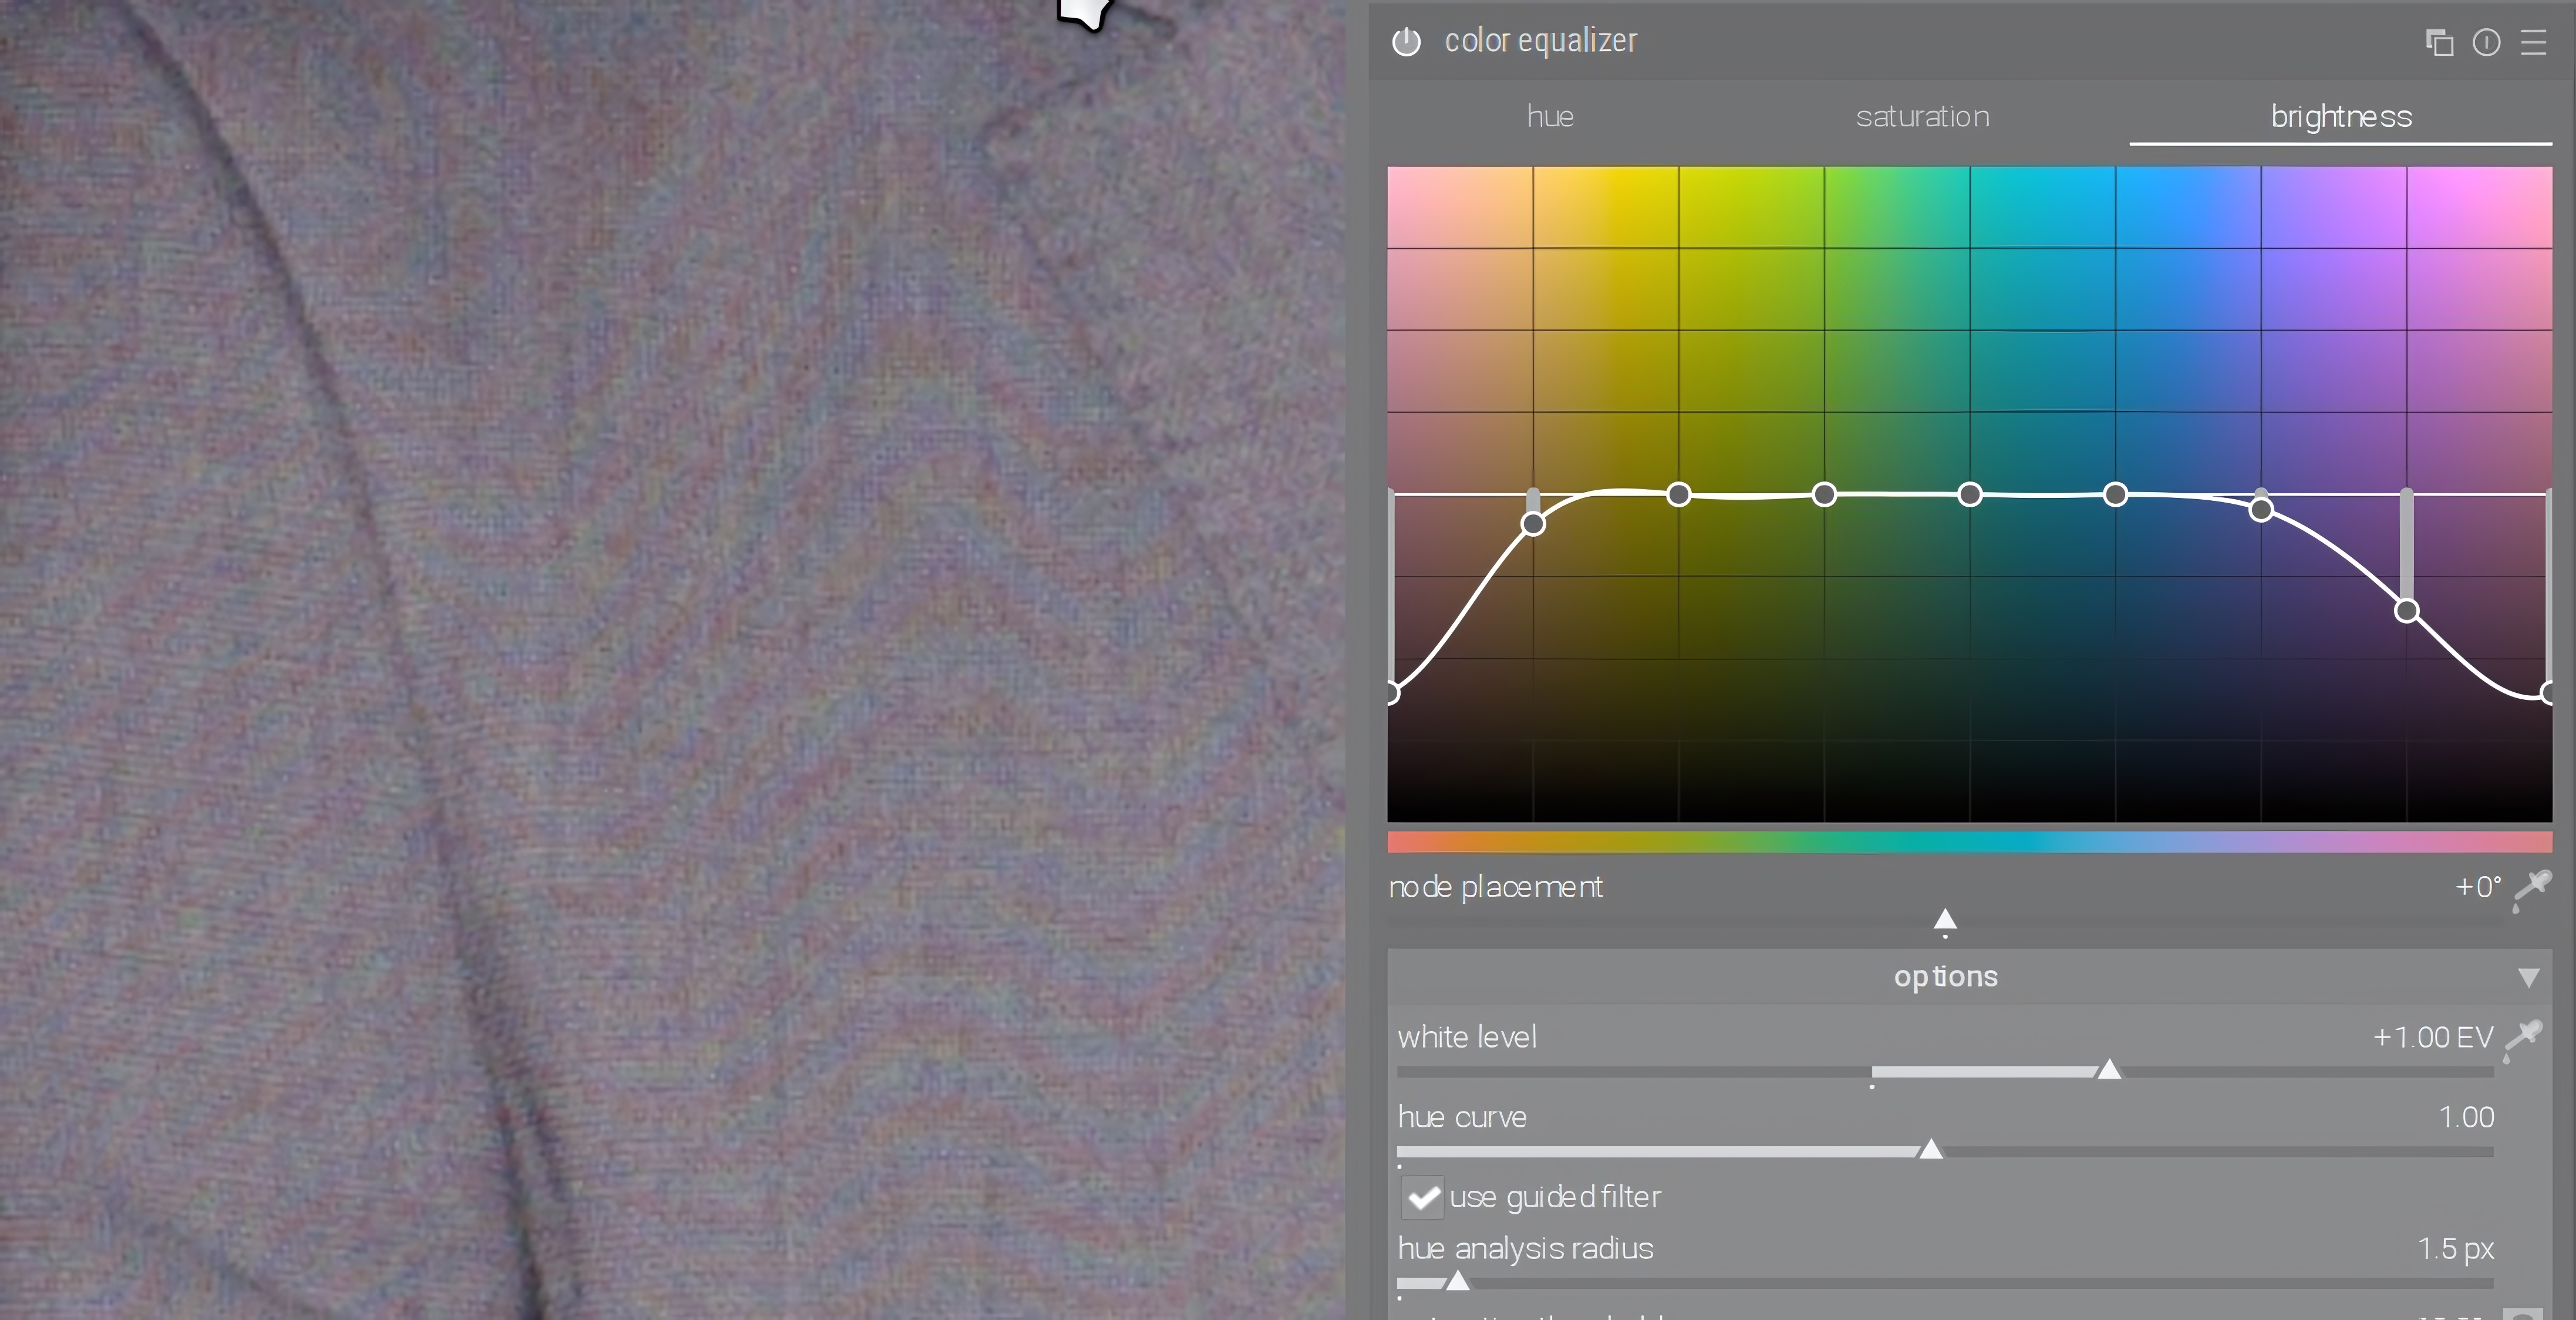 color equalizer
hue saturation brightness
node placement +0°
options
white level +1.00 EV
hue curve 1.00
use guided filter
hue analysis radius 1.5 px